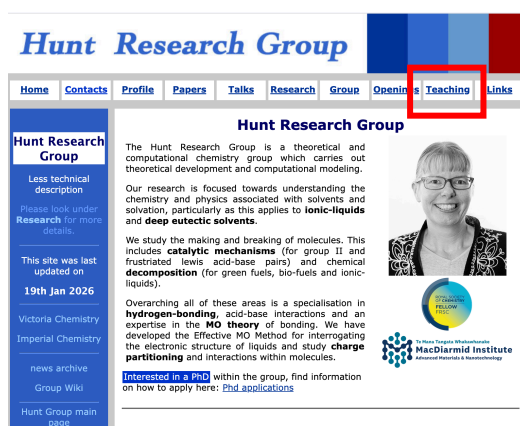 Hunt Research Group
Home Contacts Profile Papers Talks Research Group Openings Teaching Links
Hunt Research
Group
Less technical
description
Please look under
Research for more
details.
This site was last
updated on
19th Jan 2026
Victoria Chemistry
Imperial Chemistry
news archive
Group Wiki
Hunt Group main
page
Hunt Research Group
The Hunt Research Group is a theoretical and
computational chemistry group which carries out
theoretical development and computational modeling.
Our research is focused towards understanding the
chemistry and physics associated with solvents and
solvation, particularly as this applies to ionic-liquids
and deep eutectic solvents.
We study the making and breaking of molecules. This
includes catalytic mechanisms (for group II and
frustriated lewis acid-base pairs) and chemical
decomposition (for green fuels, bio-fuels and ionic-
liquids).
Overarching all of these areas is a specialisation in
hydrogen-bonding, acid-base interactions and an
expertise in the MO theory of bonding. We have
developed the Effective MO Method for interrogating
the electronic structure of liquids and study charge
partitioning and interactions within molecules.
Interested in a PhD within the group, find information
on how to apply here: Phd applications
ROYAL SOCIETY
OF CHEMISTRY
FELLOW
FRSC
Te Mana Tangata Whakawhanake
MacDiarmid Institute
Advanced Materials & Nanotechnology